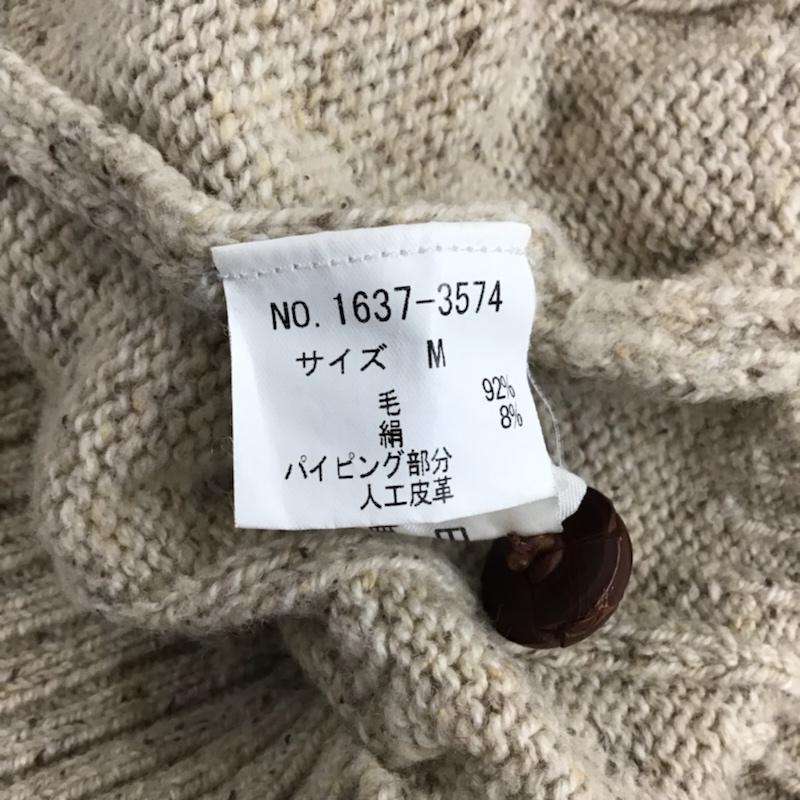 NO. 1637-3574
サイズ M
毛 92%
絹 8%
パイピング部分
人工皮革